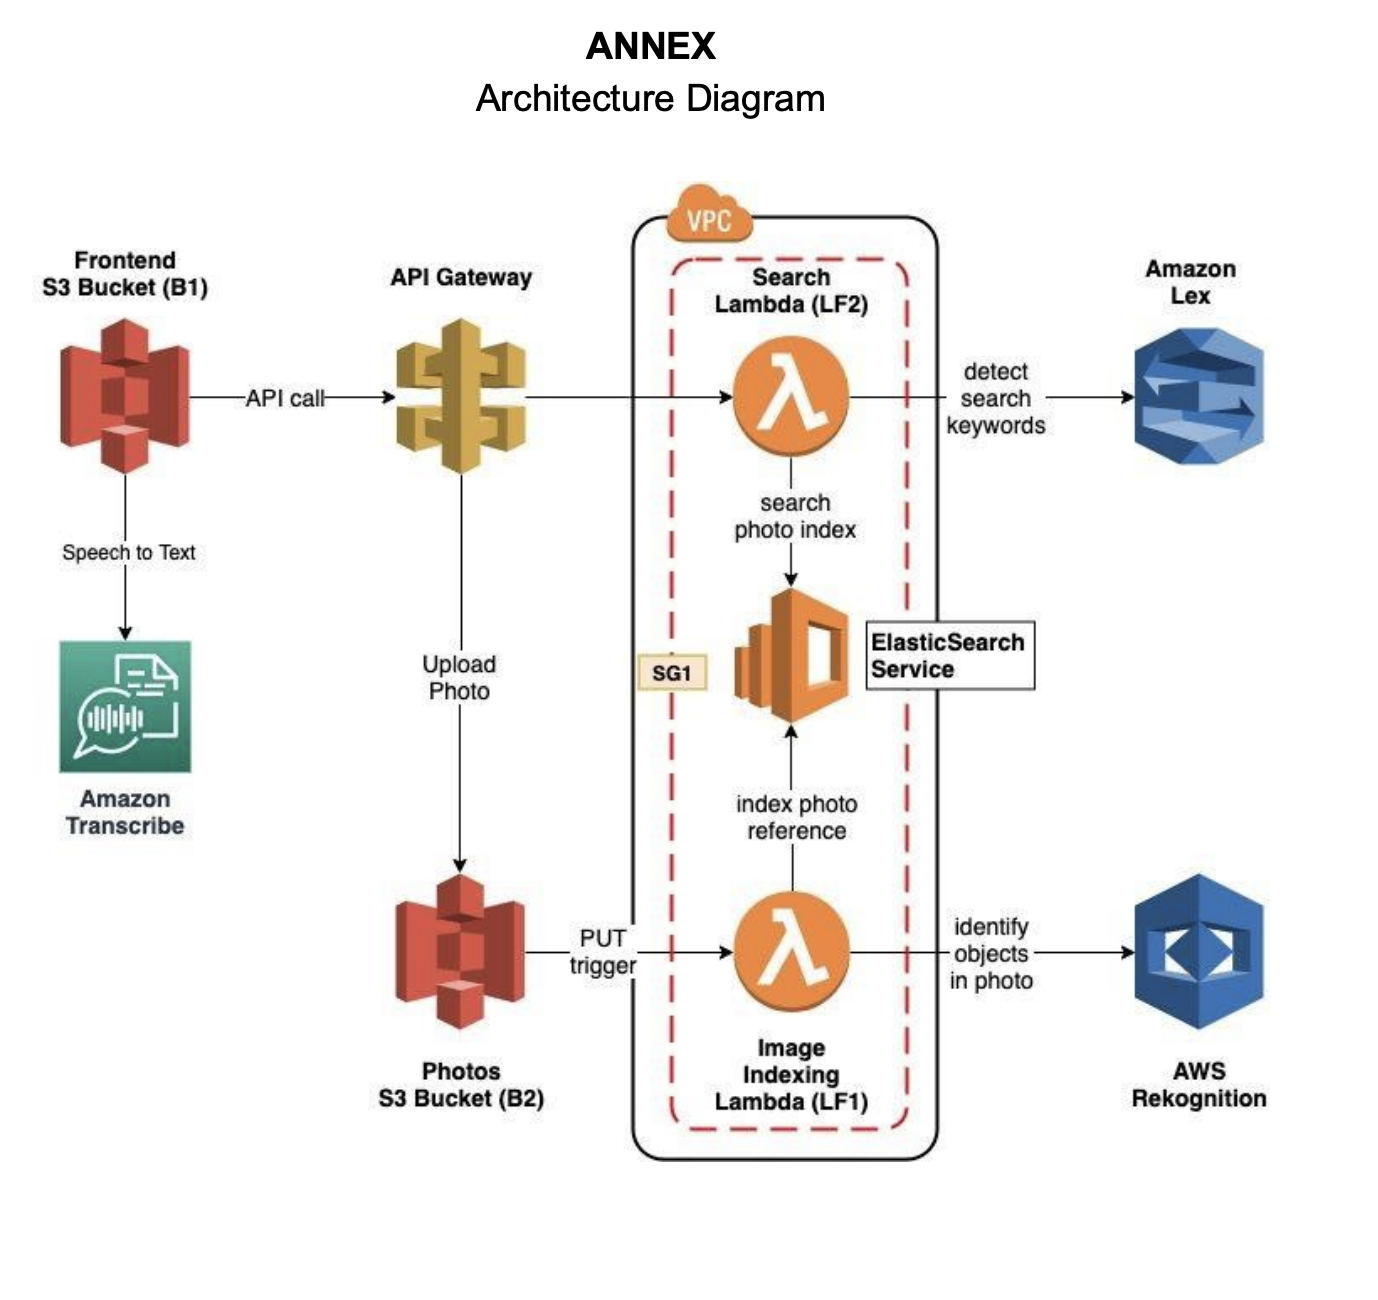 ANNEX
Architecture Diagram
VPC
Frontend
S3 Bucket (B1)
API Gateway
Search
Lambda (LF2)
Amazon
Lex
API call
detect
search
keywords
search
photo index
Speech to Text
Upload
Photo
SG1
ElasticSearch
Service
Amazon
Transcribe
index photo
reference
PUT
trigger
identify
objects
in photo
Photos
S3 Bucket (B2)
Image
Indexing
Lambda (LF1)
AWS
Rekognition